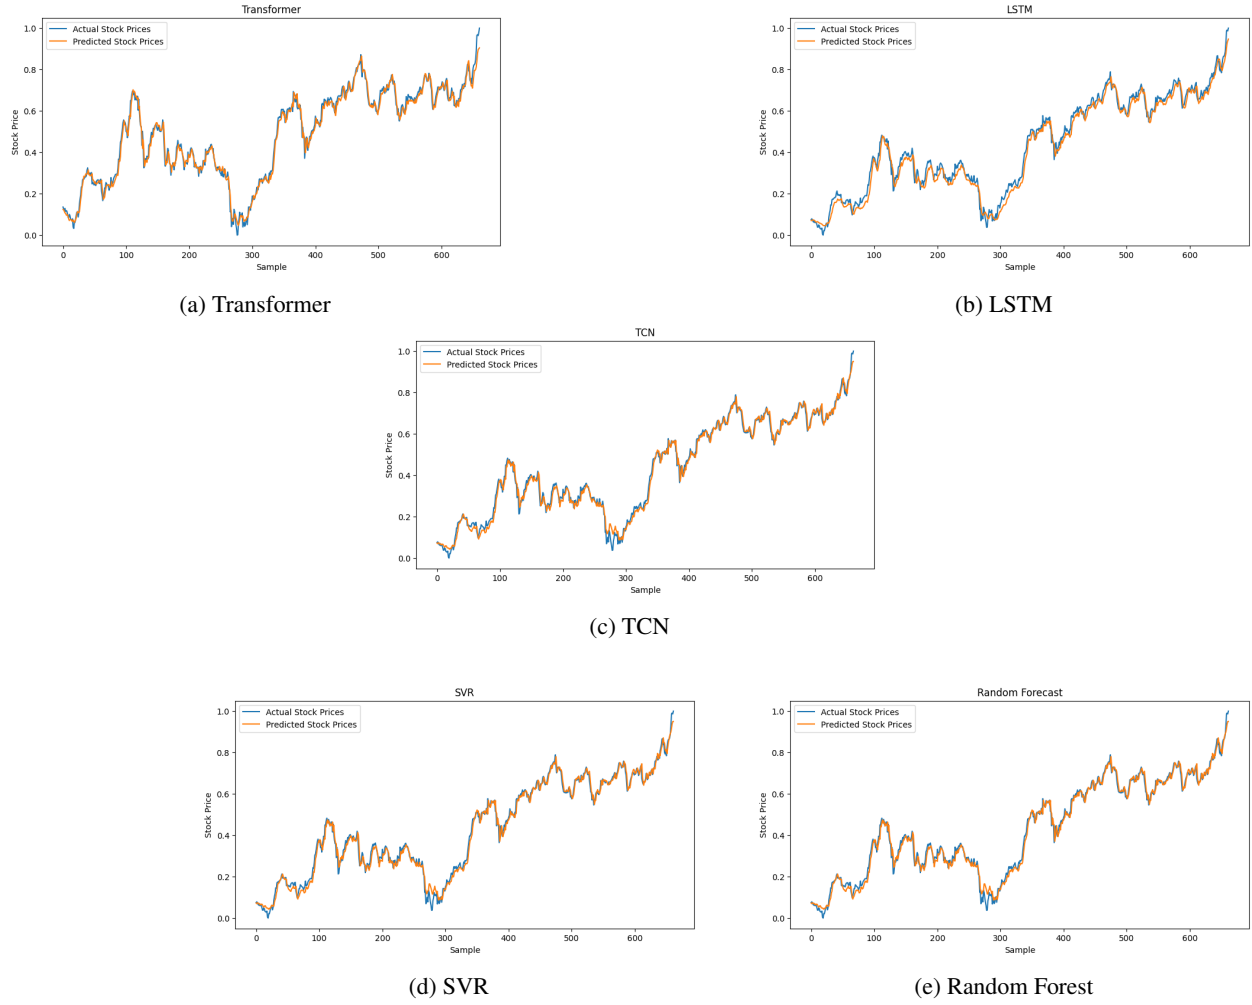 Transformer
Actual Stock Prices
Predicted Stock Prices
1.0
0.8
0.6
0.4
0.2
0.0
Stock Price
0 100 200 300 400 500 600
Sample
(a) Transformer
LSTM
Actual Stock Prices
Predicted Stock Prices
1.0
0.8
0.6
0.4
0.2
0.0
Stock Price
0 100 200 300 400 500 600
Sample
(b) LSTM
TCN
Actual Stock Prices
Predicted Stock Prices
1.0
0.8
0.6
0.4
0.2
0.0
Stock Price
0 100 200 300 400 500 600
Sample
(c) TCN
SVR
Actual Stock Prices
Predicted Stock Prices
1.0
0.8
0.6
0.4
0.2
0.0
Stock Price
0 100 200 300 400 500 600
Sample
(d) SVR
Random Forecast
Actual Stock Prices
Predicted Stock Prices
1.0
0.8
0.6
0.4
0.2
0.0
Stock Price
0 100 200 300 400 500 600
Sample
(e) Random Forest